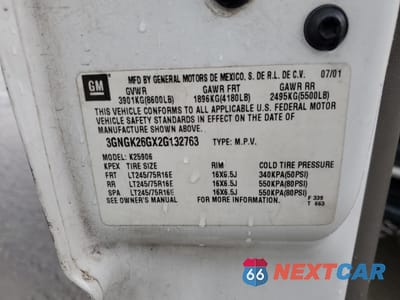 GM
MFD BY GENERAL MOTORS DE MEXICO, S. DE R.L. DE C.V. 07/01
GVWR GAWR FRT GAWR RR
3901KG(8600LB) 1896KG(4180LB) 2495KG(5500LB)
THIS VEHICLE CONFORMS TO ALL APPLICABLE U.S. FEDERAL MOTOR
VEHICLE SAFETY STANDARDS IN EFFECT ON THE DATE OF
MANUFACTURE SHOWN ABOVE.
3GNGK26GX2G132763 TYPE: M.P.V.
MODEL: K25906
KPEX TIRE SIZE RIM COLD TIRE PRESSURE
FRT LT245/75R16E 16X6.5J 340KPA(50PSI)
RR LT245/75R16E 16X6.5J 550KPA(80PSI)
SPA LT245/75R16E 16X6.5J 550KPA(80PSI)
SEE OWNER'S MANUAL FOR MORE INFORMATION. F 339
T 663
66 NEXTCAR